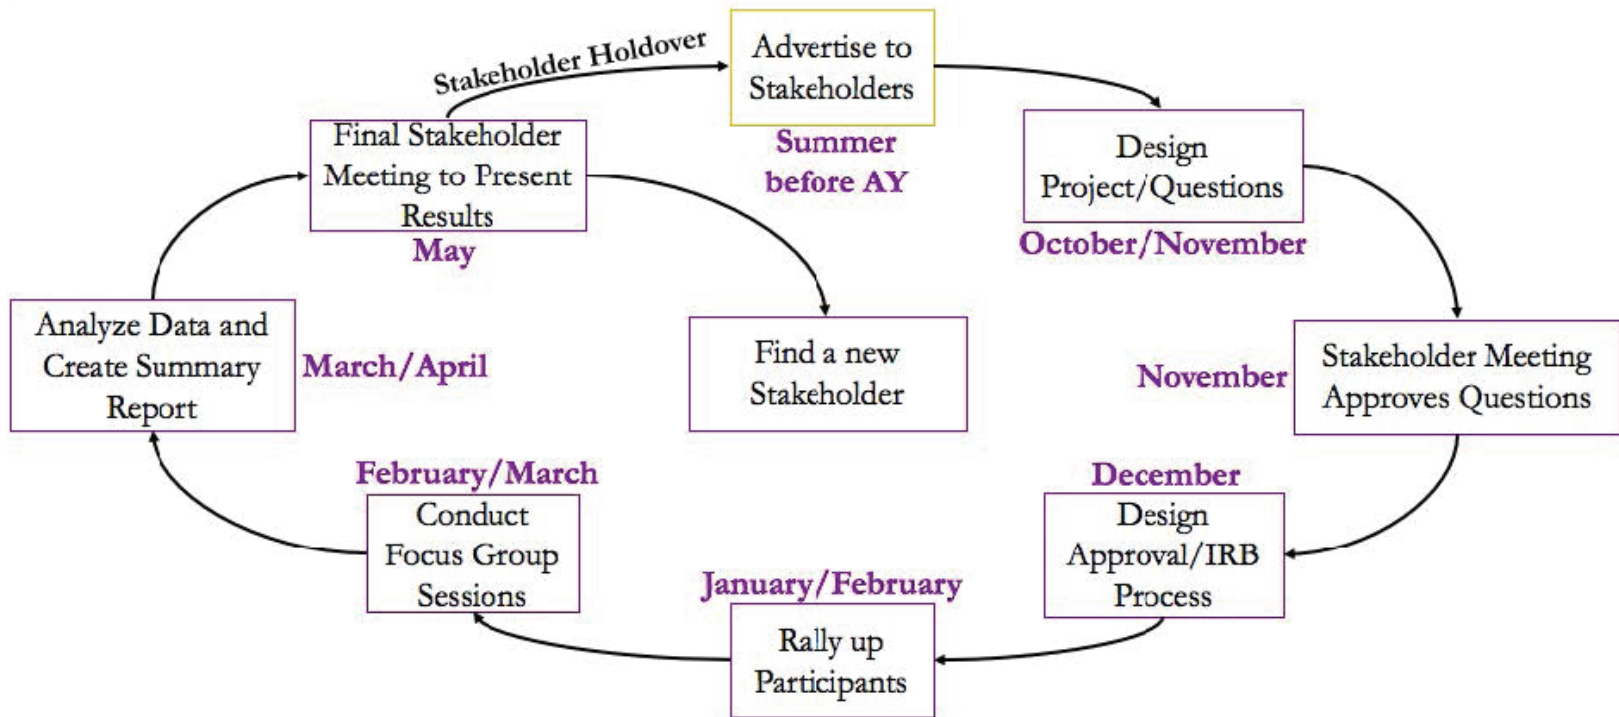 Stakeholder Holdover
Advertise to
Stakeholders
Summer
before AY
Design
Project/Questions
October/November
Stakeholder Meeting
Approves Questions
November
December
Design
Approval/IRB
Process
January/February
Rally up
Participants
February/March
Conduct
Focus Group
Sessions
Analyze Data and
Create Summary
Report
March/April
Final Stakeholder
Meeting to Present
Results
May
Find a new
Stakeholder